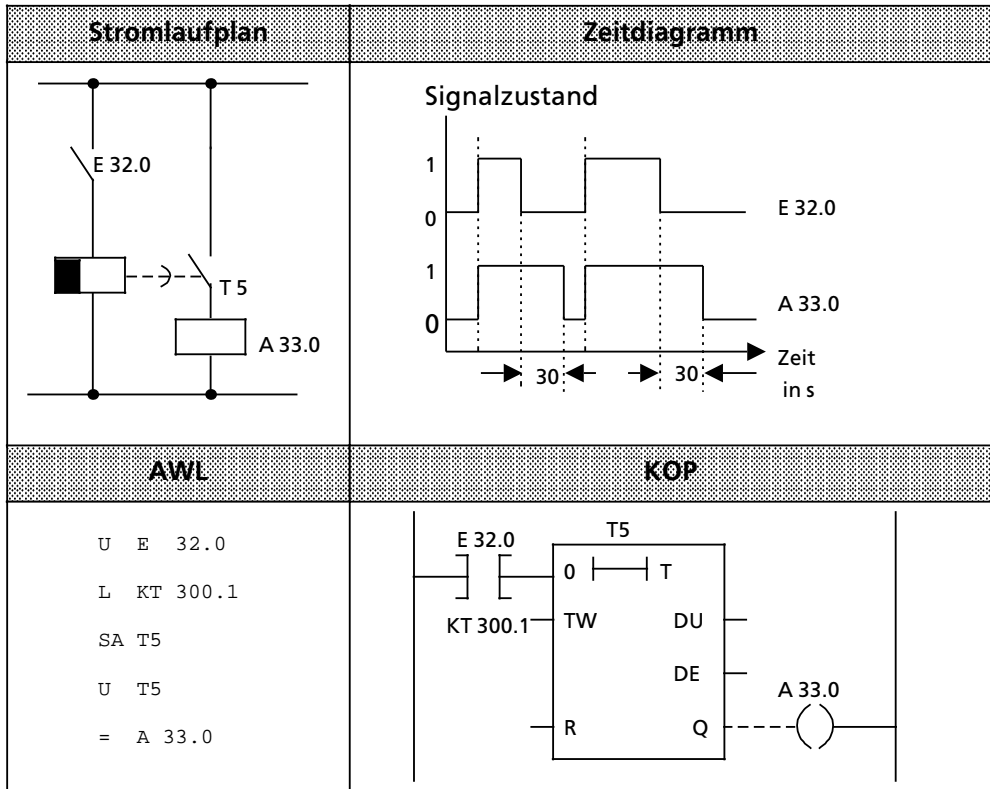 Stromlaufplan
Zeitdiagramm
E 32.0
T 5
A 33.0
Signalzustand
1
0
E 32.0
1
0
A 33.0
30
30
Zeit
in s
AWL
KOP
U E 32.0
L KT 300.1
SA T5
U T5
= A 33.0
T5
E 32.0
0 T
KT 300.1
TW DU
DE
A 33.0
R Q